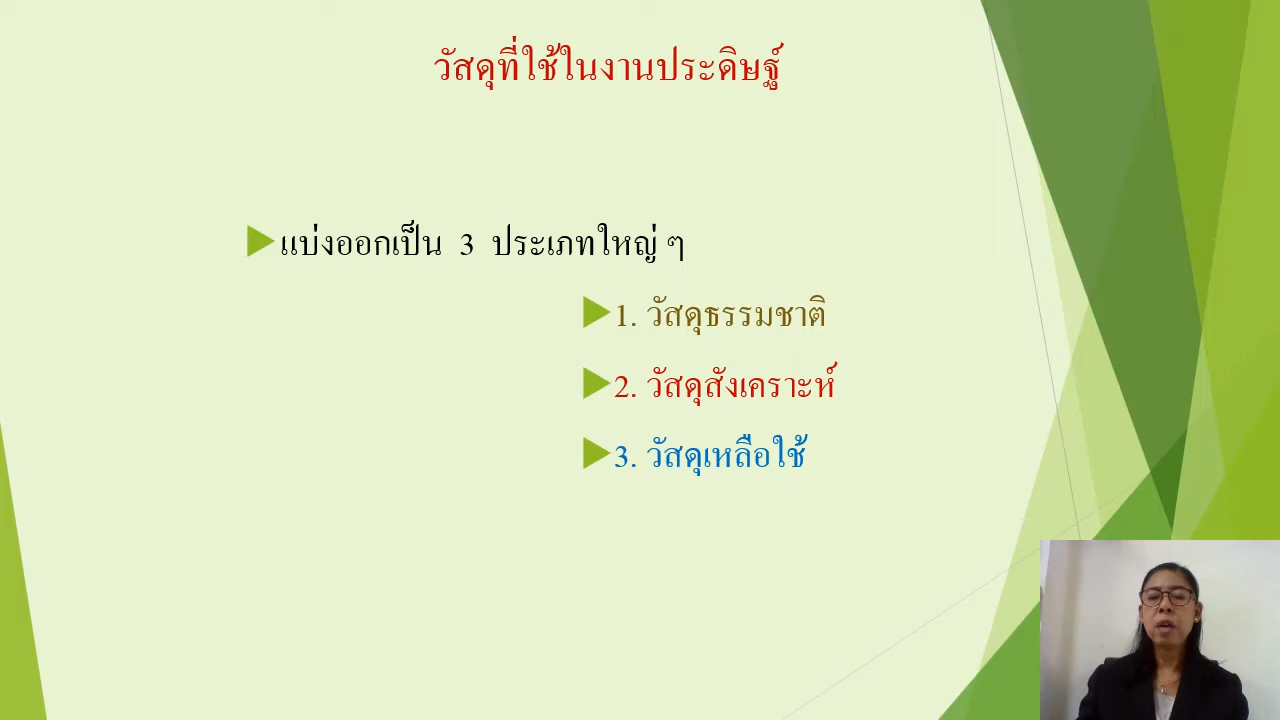 วัสดุที่ใช้ในงานประดิษฐ์
แบ่งออกเป็น 3 ประเภทใหญ่ ๆ
1. วัสดุธรรมชาติ
2. วัสดุสังเคราะห์
3. วัสดุเหลือใช้